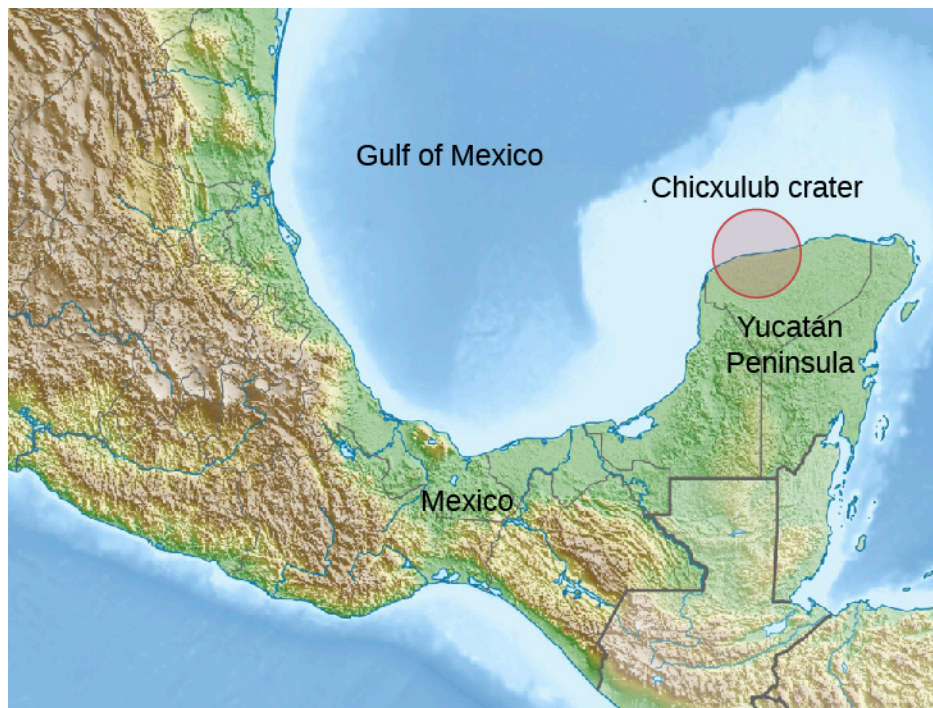 Gulf of Mexico
Chicxulub crater
Yucatán
Peninsula
Mexico